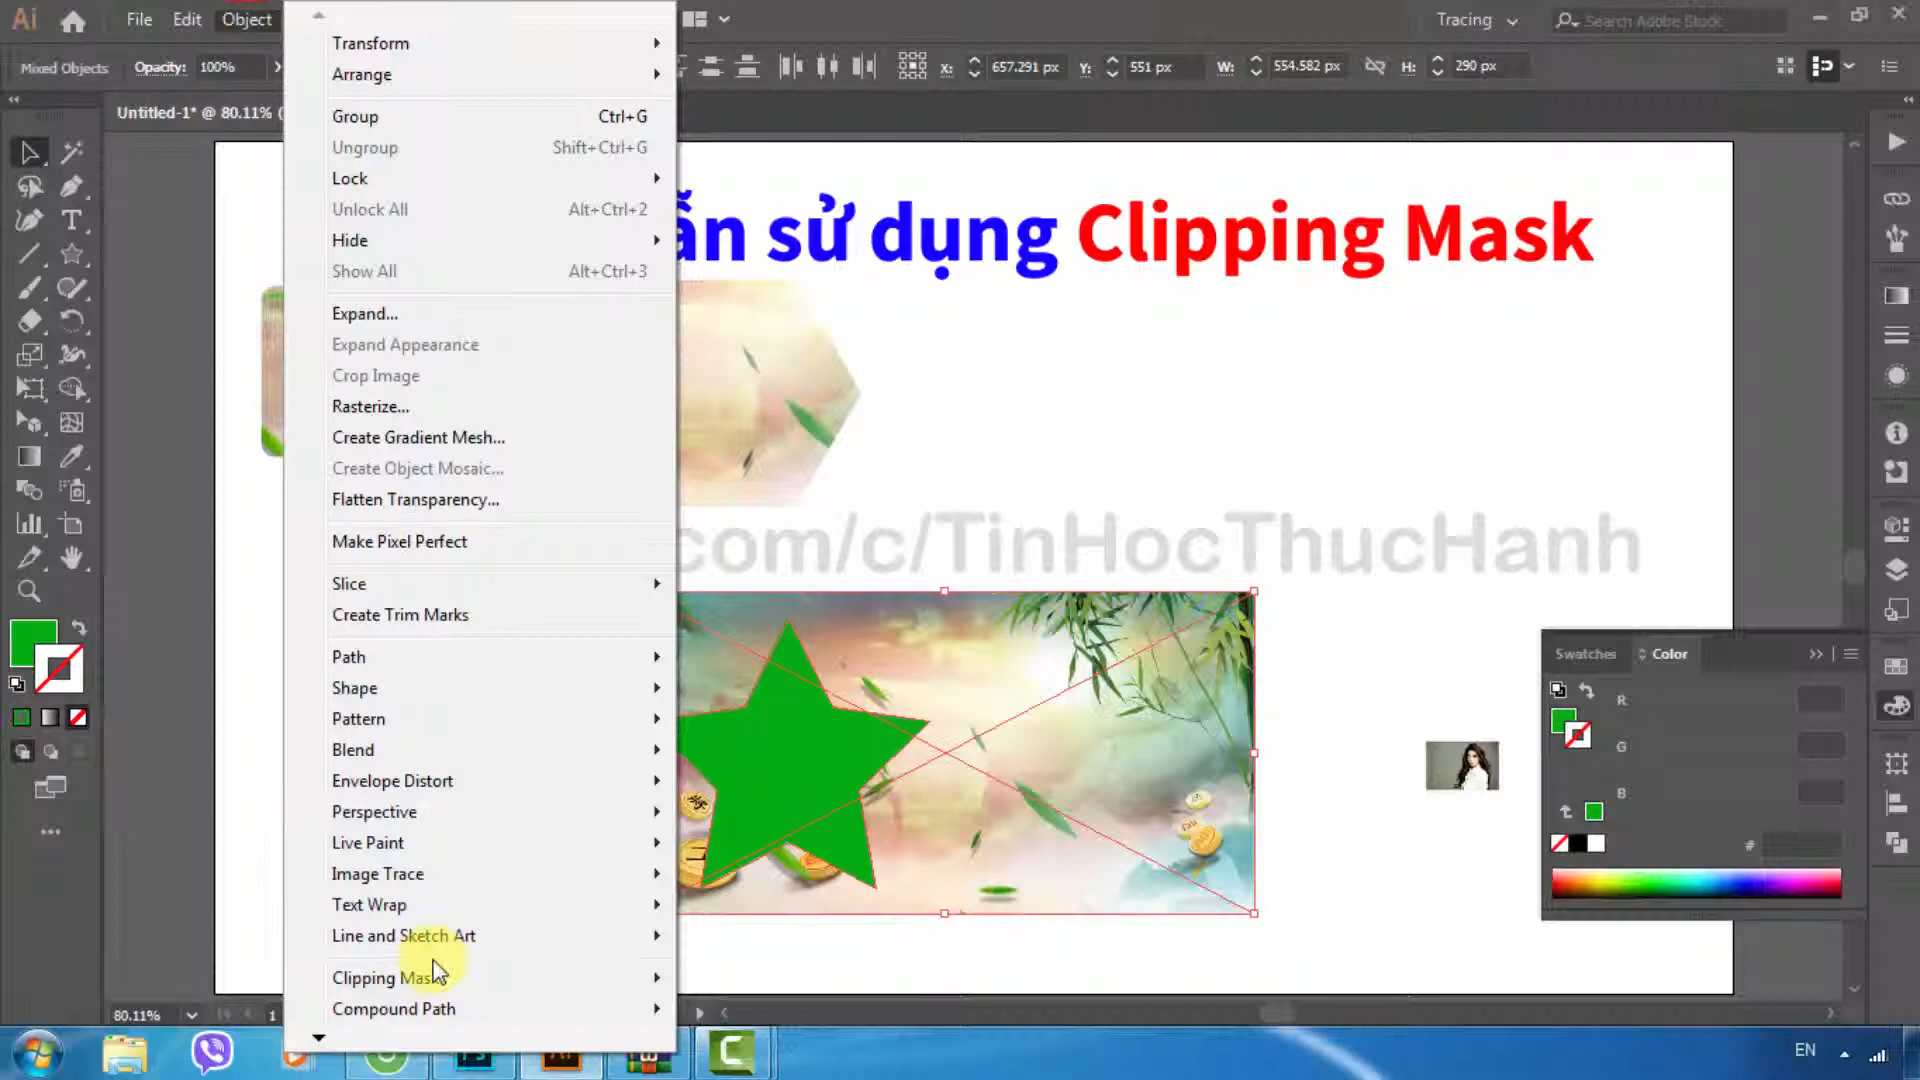 Ai
File
Edit
Object
Tracing
Search Adobe Stock
Mixed Objects
Opacity:
100%
X:
657.291 px
Y:
551 px
W:
554.582 px
H:
290 px
Untitled-1* @ 80.11% (
Transform
Arrange
Group Ctrl+G
Ungroup Shift+Ctrl+G
Lock
Unlock All Alt+Ctrl+2
Hide
Show All Alt+Ctrl+3
Expand...
Expand Appearance
Crop Image
Rasterize...
Create Gradient Mesh...
Create Object Mosaic...
Flatten Transparency...
Make Pixel Perfect
Slice
Create Trim Marks
Path
Shape
Pattern
Blend
Envelope Distort
Perspective
Live Paint
Image Trace
Text Wrap
Line and Sketch Art
Clipping Mask
Compound Path
ẫn sử dụng Clipping Mask
com/c/TinHocThucHanh
Swatches
Color
R
G
B
#
80.11%
1
EN